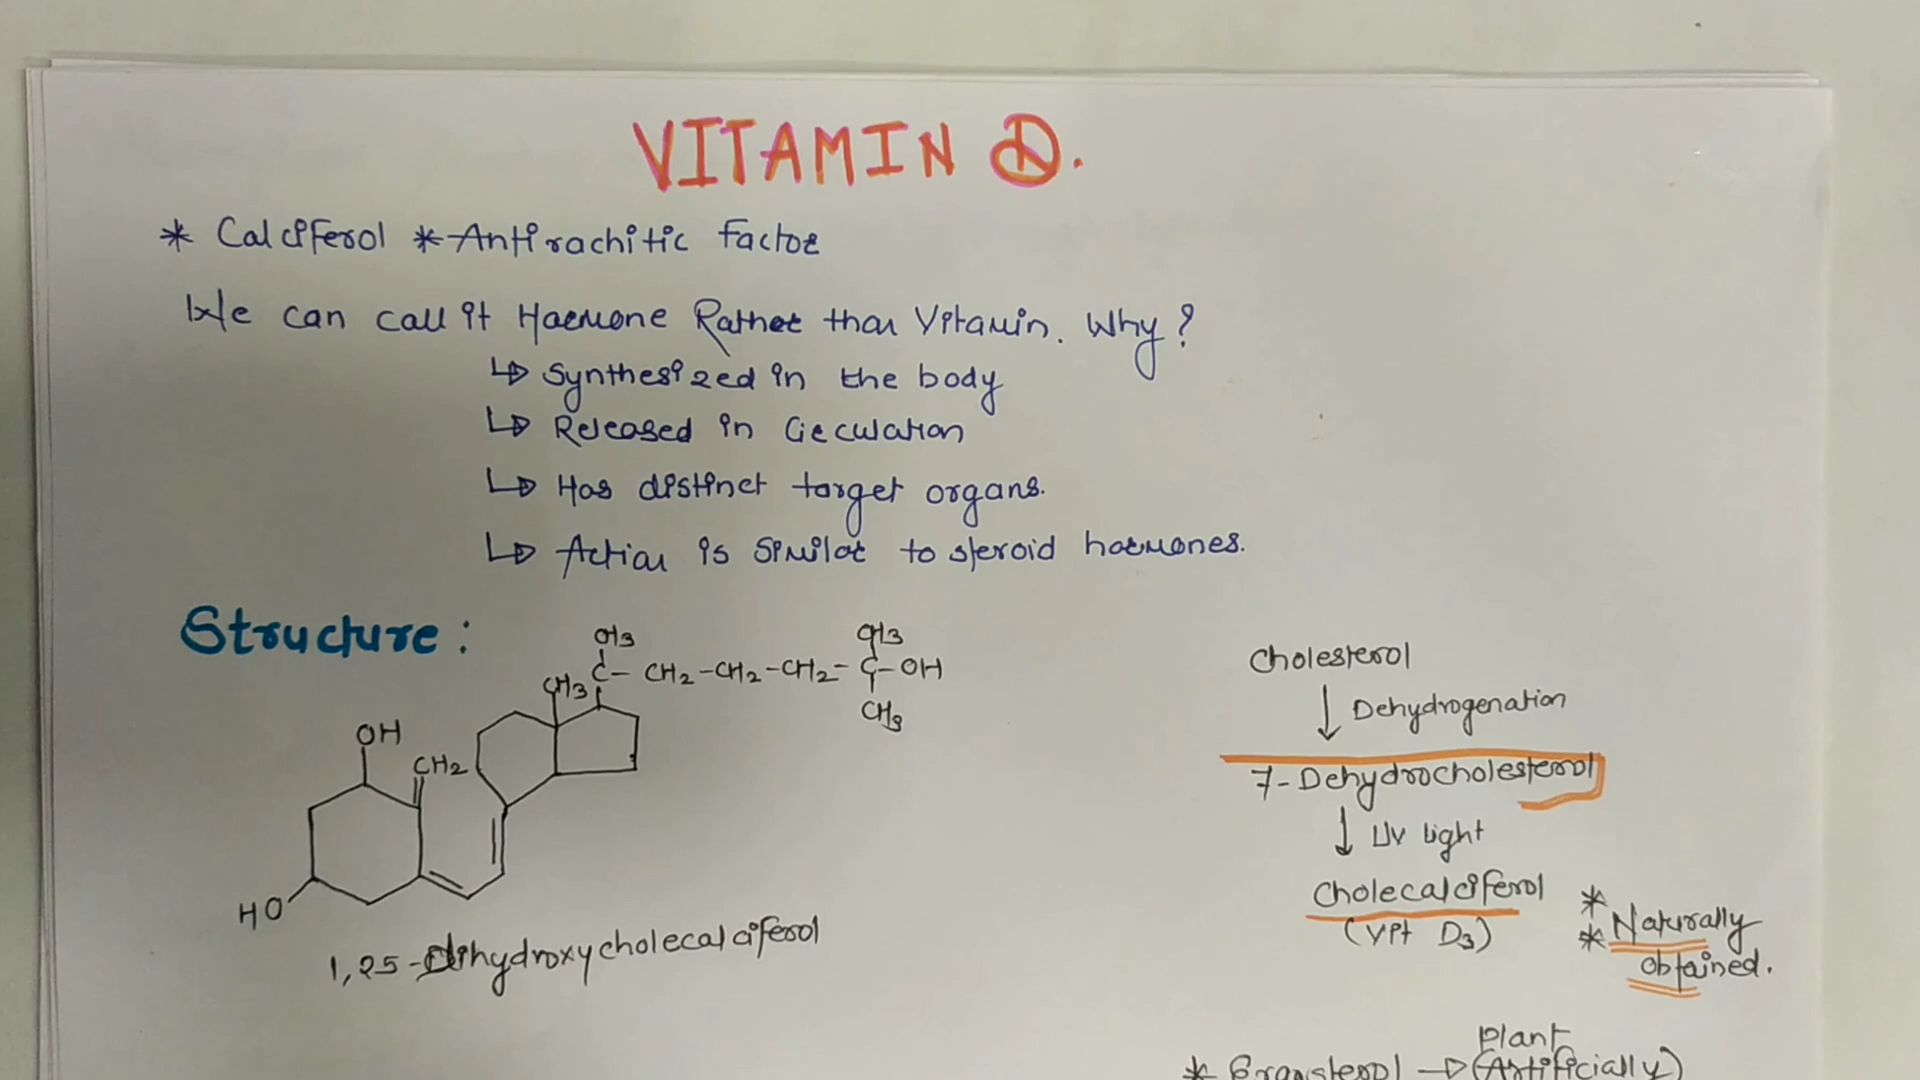 VITAMIN D.
* Calciferol * Antirachitic factor
We can call it Hormone Rather than Vitamin. Why?
↳ Synthesized in the body
↳ Released in Circulation
↳ Has distinct target organs.
↳ Action is similar to steroid hormones.
Structure:
CH3
CH3
C - CH2 - CH2 - CH2 - C - OH
CH3
CH3
OH
CH2
HO
1,25-Dihydroxycholecalciferol
Cholesterol
↓ Dehydrogenation
7-Dehydrocholesterol
↓ UV light
Cholecalciferol
(Vit D3)
* Naturally
* obtained.
Plant
* Ergosterol → (Artificially)